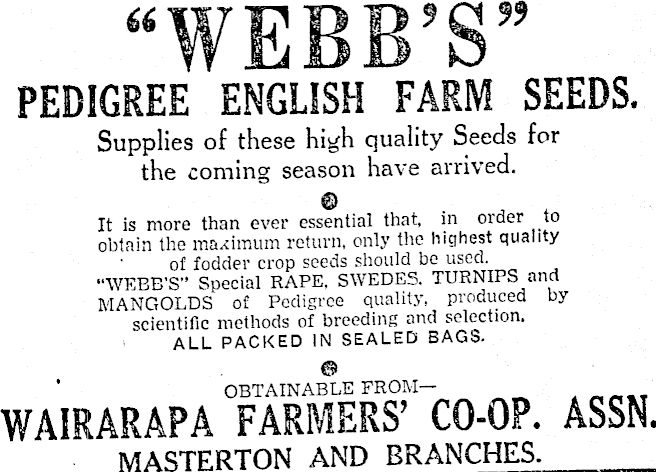 "WEBB'S"
PEDIGREE ENGLISH FARM SEEDS.
Supplies of these high quality Seeds for
the coming season have arrived.
It is more than ever essential that, in order to
obtain the maximum return, only the highest quality
of fodder crop seeds should be used.
"WEBB'S" Special RAPE, SWEDES, TURNIPS and
MANGOLDS of Pedigree quality, produced by
scientific methods of breeding and selection.
ALL PACKED IN SEALED BAGS.
OBTAINABLE FROM—
WAIRARAPA FARMERS' CO-OP. ASSN.
MASTERTON AND BRANCHES.